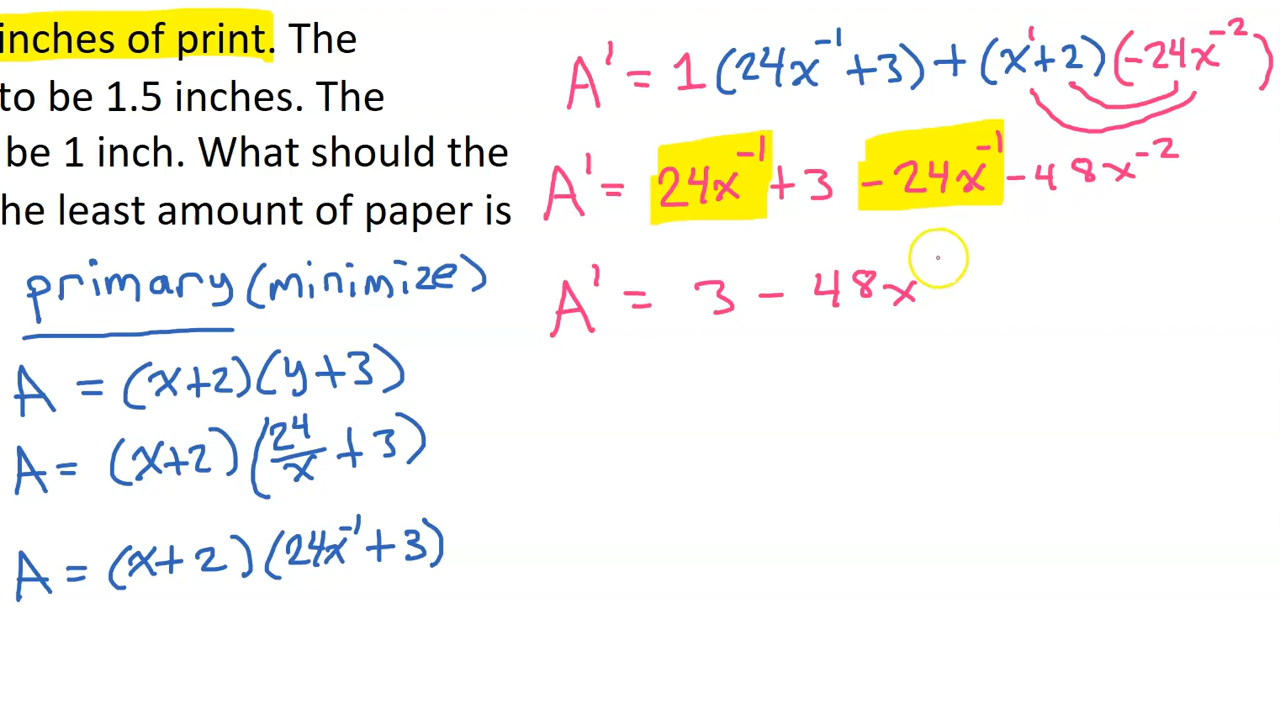 inches of print. The
to be 1.5 inches. The
be 1 inch. What should the
he least amount of paper is
primary (minimize)
A = (x+2)(y+3)
A = (x+2)(24/x + 3)
A = (x+2)(24x⁻¹+3)
A' = 1(24x⁻¹+3) + (x¹+2)(-24x⁻²)
A' = 24x⁻¹+3 -24x⁻¹ -48x⁻²
A' = 3 - 48x